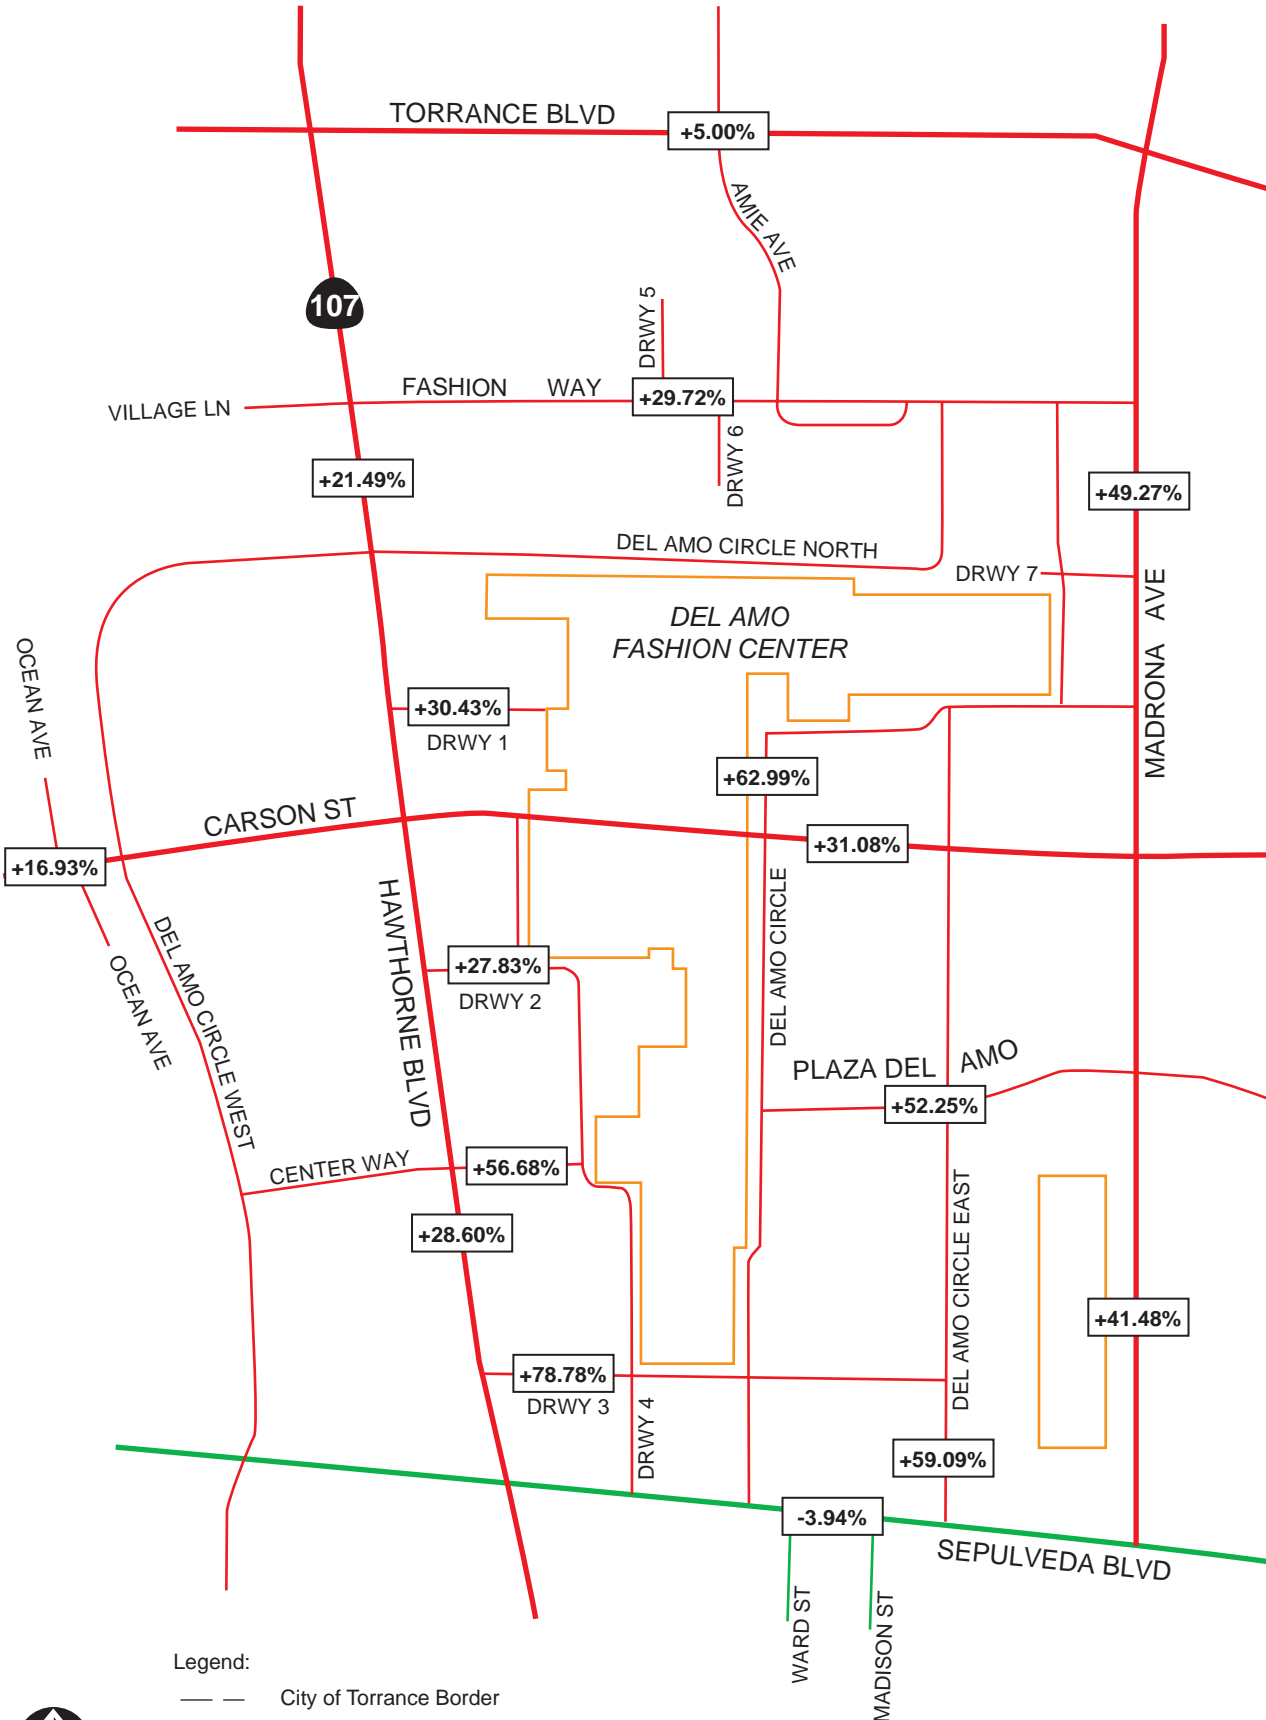 TORRANCE BLVD
+5.00%
AMIE AVE
107
DRWY 5
VILLAGE LN
FASHION WAY
+29.72%
DRWY 6
+21.49%
+49.27%
DEL AMO CIRCLE NORTH
DRWY 7
DEL AMO
FASHION CENTER
MADRONA AVE
OCEAN AVE
+30.43%
DRWY 1
+62.99%
CARSON ST
+31.08%
+16.93%
HAWTHORNE BLVD
DEL AMO CIRCLE
DEL AMO CIRCLE WEST
OCEAN AVE
+27.83%
DRWY 2
PLAZA DEL AMO
+52.25%
CENTER WAY
+56.68%
DEL AMO CIRCLE EAST
+28.60%
+41.48%
+78.78%
DRWY 3
DRWY 4
+59.09%
-3.94%
SEPULVEDA BLVD
WARD ST
MADISON ST
Legend:
City of Torrance Border